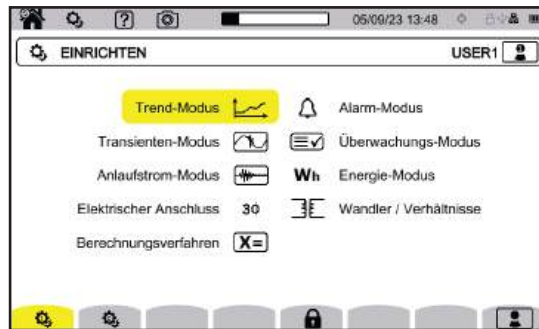 05/09/23 13:48
EINRICHTEN USER1
Trend-Modus Alarm-Modus
Transienten-Modus Überwachungs-Modus
Anlaufstrom-Modus Wh Energie-Modus
Elektrischer Anschluss 3Φ Wandler / Verhältnisse
Berechnungsverfahren X=